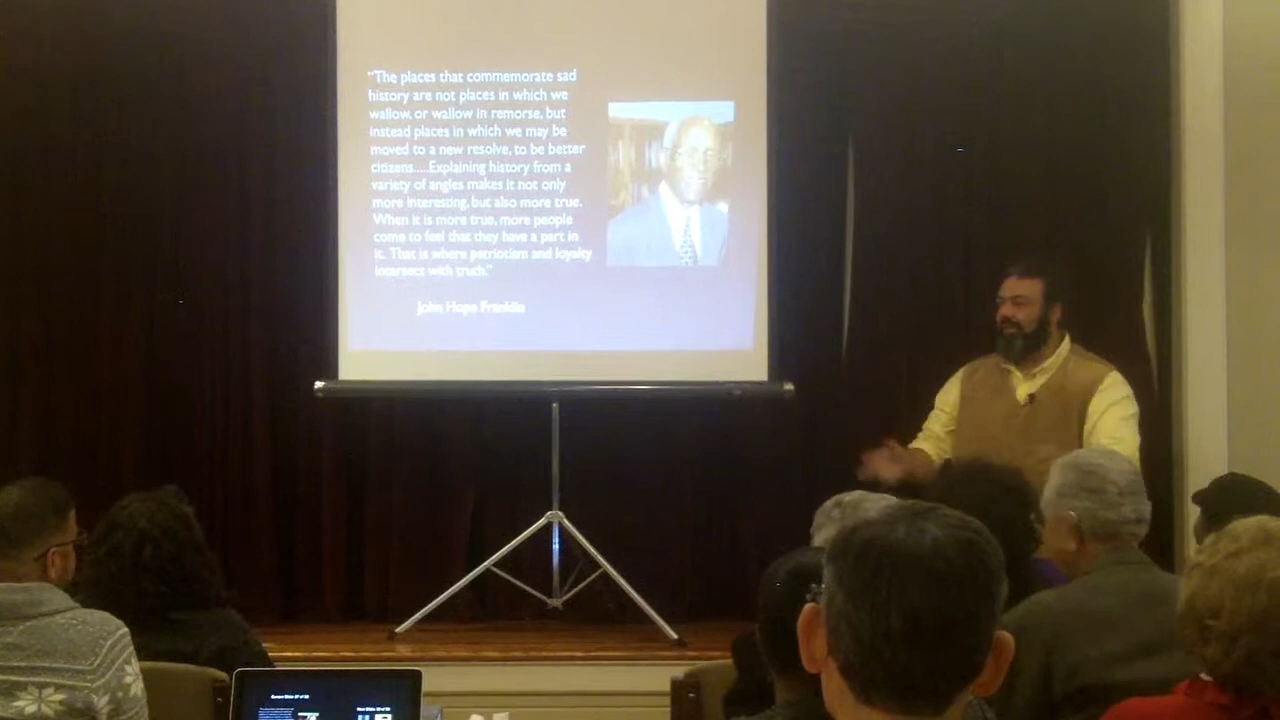 "The places that commemorate sad
history are not places in which we
wallow, or wallow in remorse, but
instead places in which we may be
moved to a new resolve, to be better
citizens.....Explaining history from a
variety of angles makes it not only
more interesting, but also more true.
When it is more true, more people
come to feel that they have a part in
it. That is where patriotism and loyalty
intersect with truth."
John Hope Franklin
Current Slide